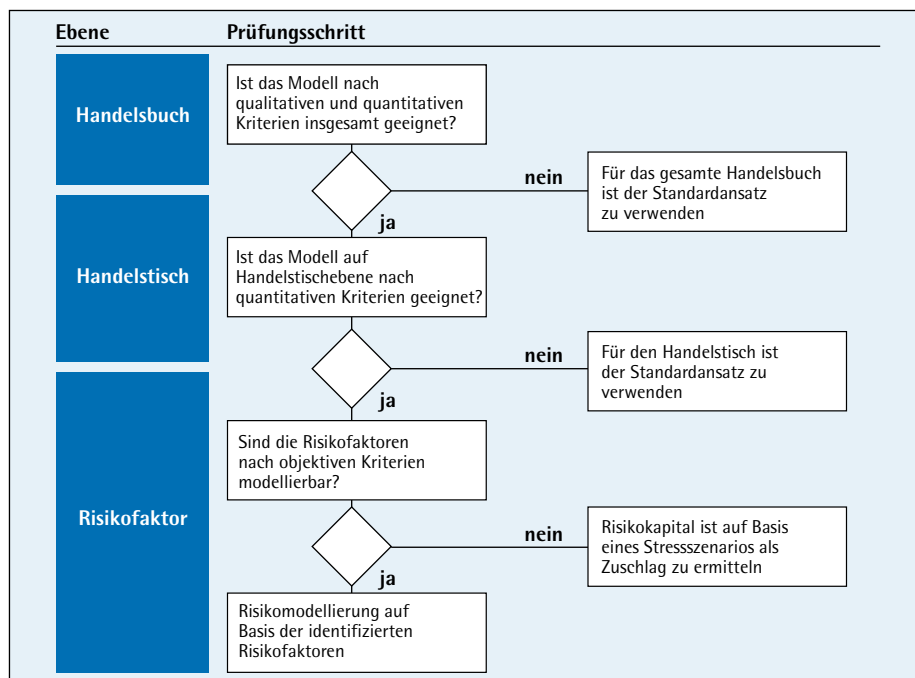 Ebene Prüfungsschritt
Handelsbuch
Ist das Modell nach
qualitativen und quantitativen
Kriterien insgesamt geeignet?
nein
Für das gesamte Handelsbuch
ist der Standardansatz
zu verwenden
ja
Handelstisch
Ist das Modell auf
Handelstischebene nach
quantitativen Kriterien geeignet?
nein
Für den Handelstisch ist
der Standardansatz zu
verwenden
ja
Risikofaktor
Sind die Risikofaktoren
nach objektiven Kriterien
modellierbar?
nein
Risikokapital ist auf Basis
eines Stressszenarios als
Zuschlag zu ermitteln
ja
Risikomodellierung auf
Basis der identifizierten
Risikofaktoren